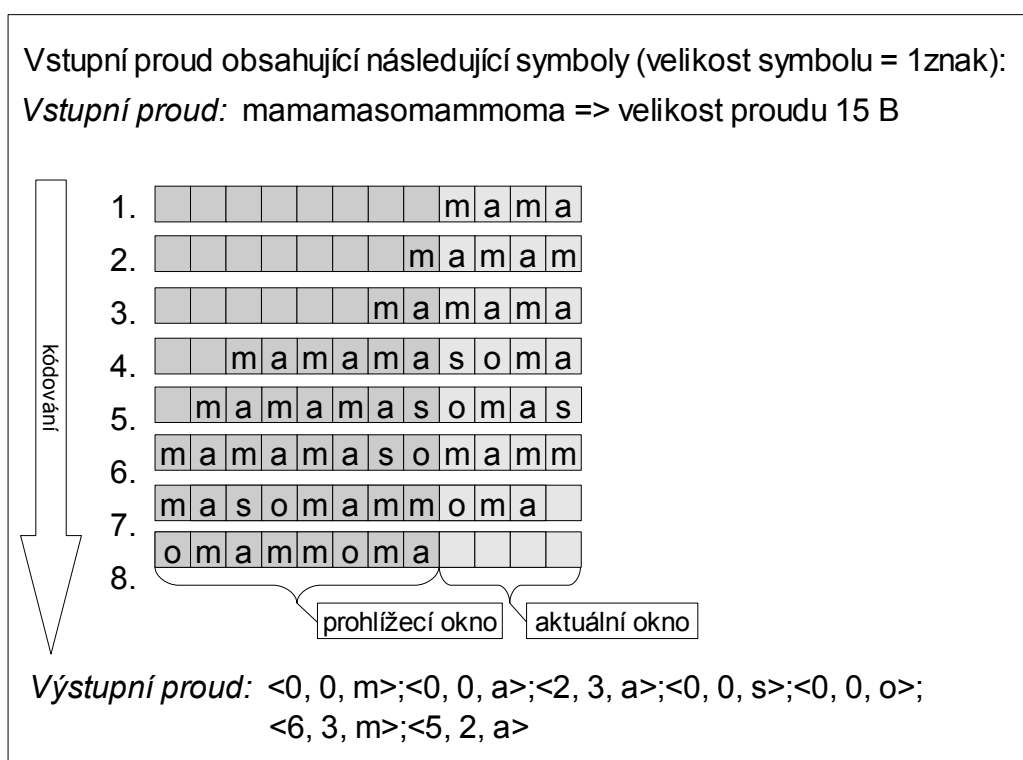 Vstupní proud obsahující následující symboly (velikost symbolu = 1znak):
Vstupní proud: mamamasomammoma => velikost proudu 15 B
kódování
1. m a m a
2. m a m a m
3. m a m a m a
4. m a m a m a s o m a
5. m a m a m a s o m a s
6. m a m a m a s o m a m m
7. m a s o m a m m o m a
8. o m a m m o m a
prohlížecí okno aktuální okno
Výstupní proud: <0, 0, m>;<0, 0, a>;<2, 3, a>;<0, 0, s>;<0, 0, o>;
<6, 3, m>;<5, 2, a>